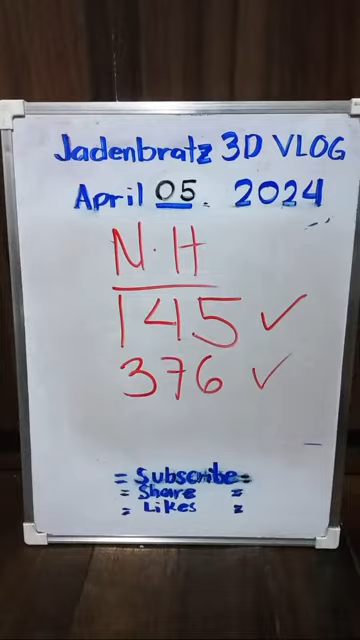 Jadenbratz 3D VLOG
April 05. 2024
N.H
145 ✓
376 ✓
= Subscribe=
= Share =
= Likes =